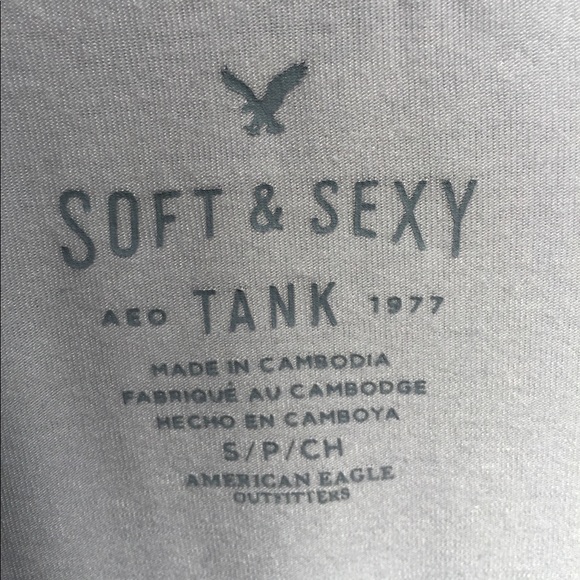 SOFT & SEXY
AEO TANK 1977
MADE IN CAMBODIA
FABRIQUÉ AU CAMBODGE
HECHO EN CAMBOYA
S/P/CH
AMERICAN EAGLE
OUTFITTERS